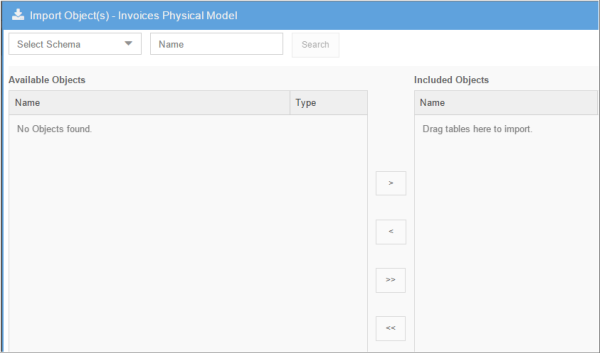 Import Object(s) - Invoices Physical Model
Select Schema
Name
Search
Available Objects
Included Objects
Name
Type
Name
No Objects found.
Drag tables here to import.
>
<
>>
<<